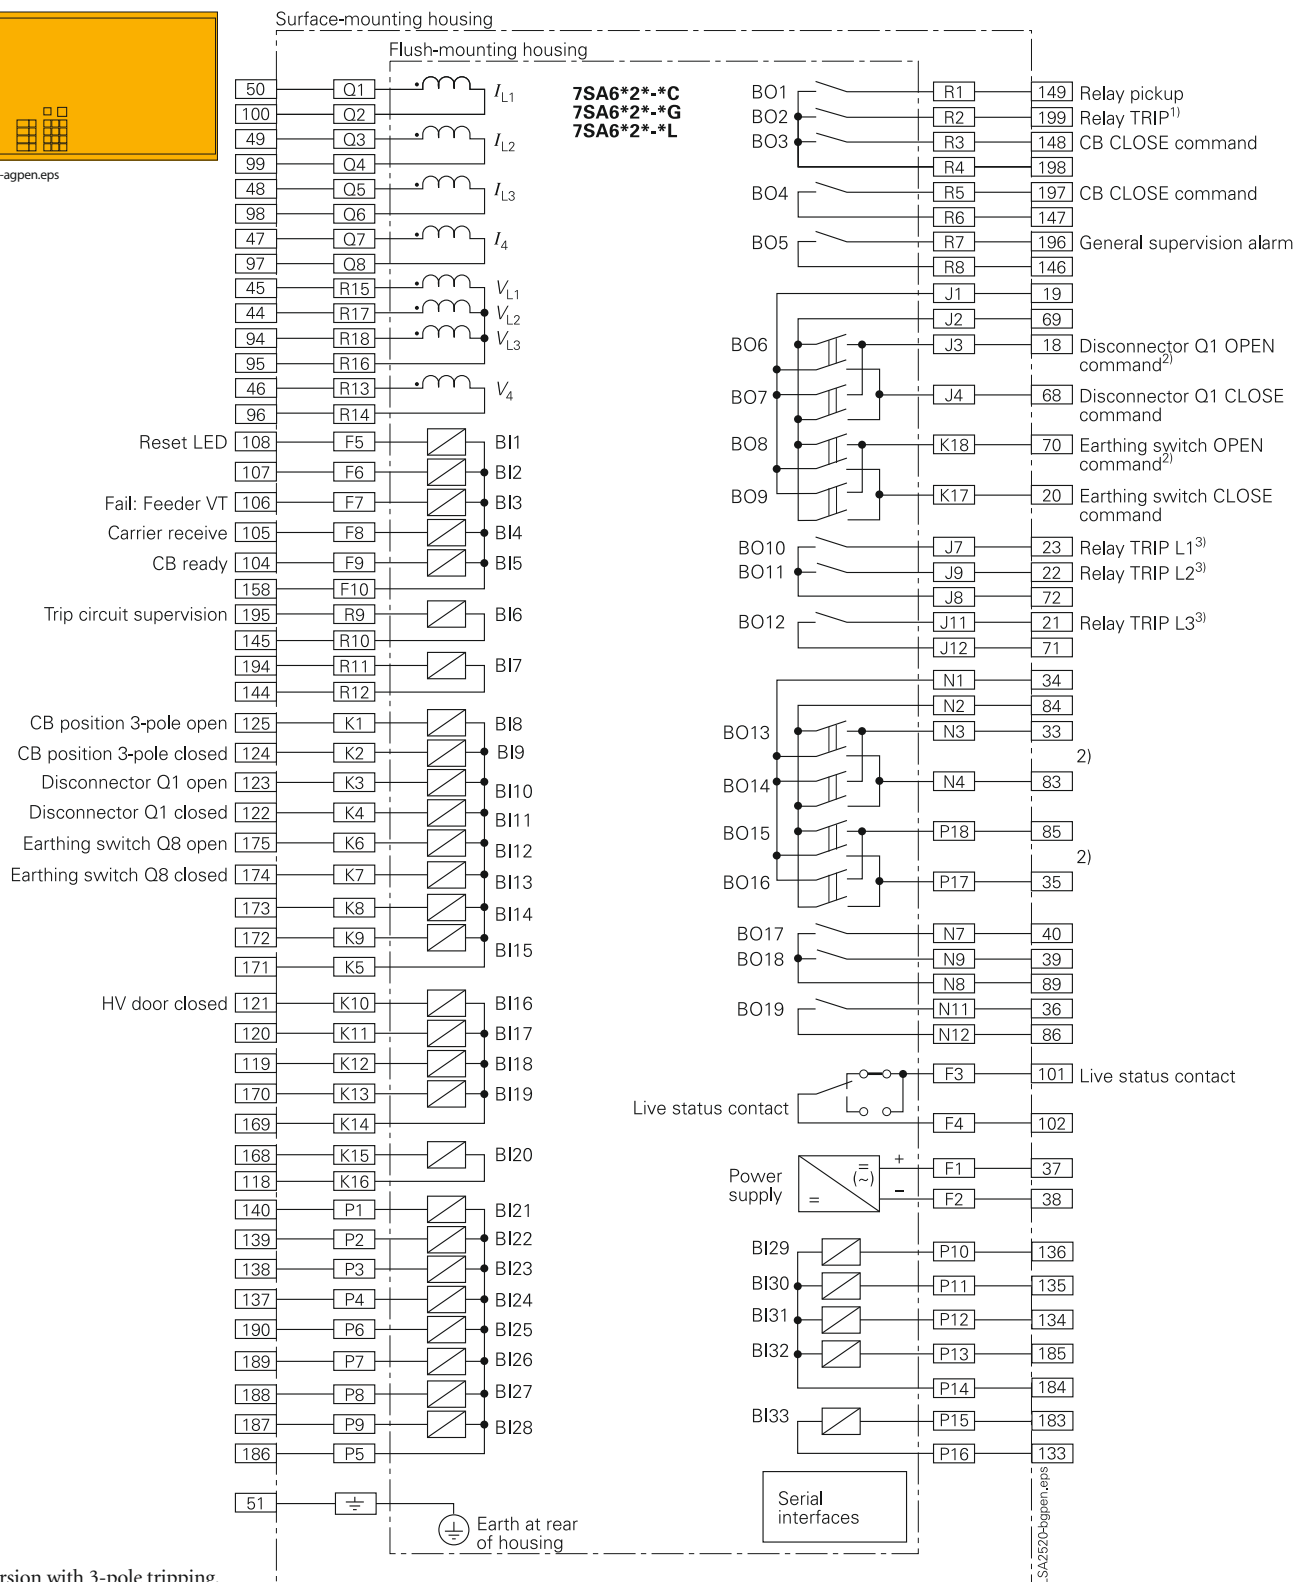 Surface-mounting housing
Flush-mounting housing
7SA6*2*-*C
7SA6*2*-*G
7SA6*2*-*L
-agpen.eps
50 Q1 I L1
100 Q2
49 Q3 I L2
99 Q4
48 Q5 I L3
98 Q6
47 Q7 I 4
97 Q8
45 R15 V L1
44 R17 V L2
94 R18 V L3
95 R16
46 R13 V 4
96 R14
Reset LED 108 F5 BI1
107 F6 BI2
Fail: Feeder VT 106 F7 BI3
Carrier receive 105 F8 BI4
CB ready 104 F9 BI5
158 F10
Trip circuit supervision 195 R9 BI6
145 R10
194 R11 BI7
144 R12
CB position 3-pole open 125 K1 BI8
CB position 3-pole closed 124 K2 BI9
Disconnector Q1 open 123 K3 BI10
Disconnector Q1 closed 122 K4 BI11
Earthing switch Q8 open 175 K6 BI12
Earthing switch Q8 closed 174 K7 BI13
173 K8 BI14
172 K9 BI15
171 K5
HV door closed 121 K10 BI16
120 K11 BI17
119 K12 BI18
170 K13 BI19
169 K14
168 K15 BI20
118 K16
140 P1 BI21
139 P2 BI22
138 P3 BI23
137 P4 BI24
190 P6 BI25
189 P7 BI26
188 P8 BI27
187 P9 BI28
186 P5
51
Earth at rear
of housing
BO1 R1 149 Relay pickup
BO2 R2 199 Relay TRIP1)
BO3 R3 148 CB CLOSE command
R4 198
BO4 R5 197 CB CLOSE command
R6 147
BO5 R7 196 General supervision alarm
R8 146
J1 19
J2 69
BO6 J3 18 Disconnector Q1 OPEN
command2)
BO7 J4 68 Disconnector Q1 CLOSE
command
BO8 K18 70 Earthing switch OPEN
command2)
BO9 K17 20 Earthing switch CLOSE
command
BO10 J7 23 Relay TRIP L13)
BO11 J9 22 Relay TRIP L23)
J8 72
BO12 J11 21 Relay TRIP L33)
J12 71
N1 34
N2 84
BO13 N3 33
2)
BO14 N4 83
BO15 P18 85
2)
BO16 P17 35
BO17 N7 40
BO18 N9 39
N8 89
BO19 N11 36
N12 86
F3 101 Live status contact
Live status contact
F4 102
Power
supply
= (~) =
+ F1 37
− F2 38
BI29 P10 136
BI30 P11 135
BI31 P12 134
BI32 P13 185
P14 184
BI33 P15 183
P16 133
Serial
interfaces
LSA2520-bgpen.eps
rsion with 3-pole tripping.